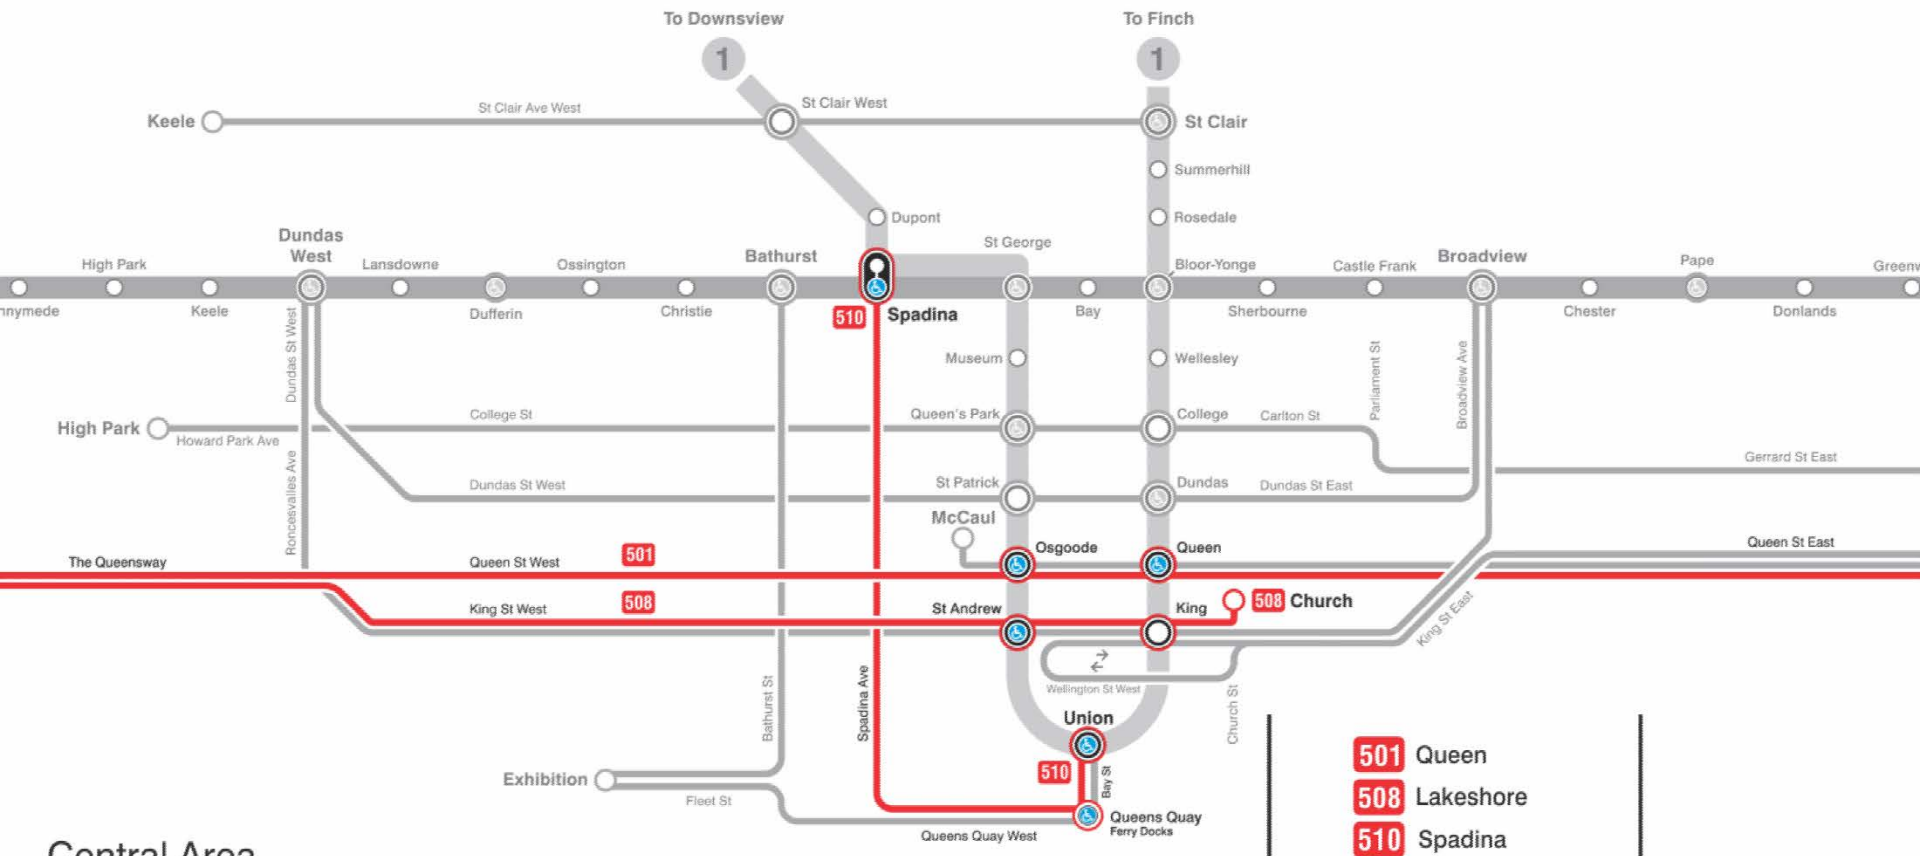 To Downsview
To Finch
1
1
Keele
St Clair Ave West
St Clair West
St Clair
Summerhill
Dupont
Rosedale
Dundas
West
St George
High Park
Lansdowne
Ossington
Bathurst
Bloor-Yonge
Castle Frank
Broadview
Pape
Greenw
nnymede
Keele
Dufferin
Christie
510
Spadina
Bay
Sherbourne
Chester
Donlands
Dundas St West
Museum
Wellesley
Parliament St
Broadview Ave
High Park
Howard Park Ave
College St
Queen's Park
College
Carlton St
Gerrard St East
Roncesvalles Ave
Dundas St West
St Patrick
Dundas
Dundas St East
McCaul
The Queensway
Queen St West
501
Osgoode
Queen
Queen St East
King St West
508
St Andrew
King
508 Church
King St East
Bathurst St
Spadina Ave
Wellington St West
Church St
Union
510
Bay St
Exhibition
Fleet St
Queens Quay West
Queens Quay
Ferry Docks
501 Queen
508 Lakeshore
510 Spadina
Central Area